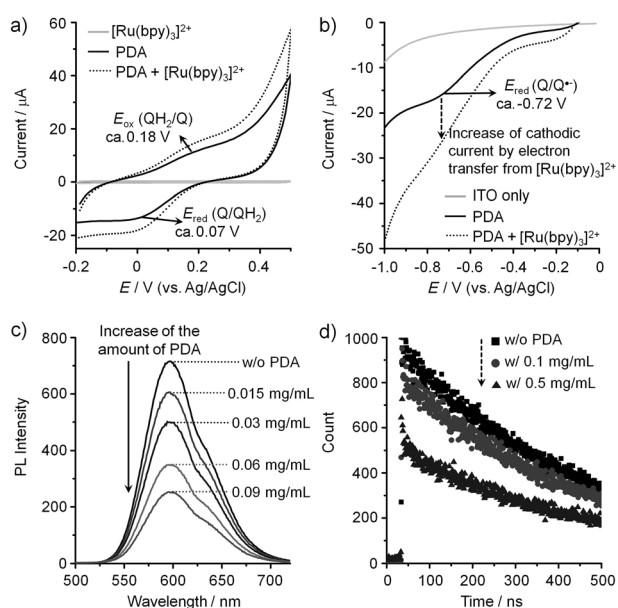 a)
[Ru(bpy)₃]²⁺
PDA
PDA + [Ru(bpy)₃]²⁺
Eox (QH₂/Q)
ca. 0.18 V
Ered (Q/QH₂)
ca. 0.07 V
Current / μA
60
40
20
0
-20
-0.2
0
0.2
0.4
E / V (vs. Ag/AgCl)
b)
Ered (Q/Q•-)
ca. -0.72 V
Increase of cathodic
current by electron
transfer from [Ru(bpy)₃]²⁺
ITO only
PDA
PDA + [Ru(bpy)₃]²⁺
Current / μA
0
-10
-20
-30
-40
-50
-1.0
-0.8
-0.6
-0.4
-0.2
0
E / V (vs. Ag/AgCl)
c)
Increase of the
amount of PDA
w/o PDA
0.015 mg/mL
0.03 mg/mL
0.06 mg/mL
0.09 mg/mL
PL Intensity
800
600
400
200
0
500
550
600
650
700
Wavelength / nm
d)
w/o PDA
w/ 0.1 mg/mL
w/ 0.5 mg/mL
Count
1000
800
600
400
200
0
0
100
200
300
400
500
Time / ns